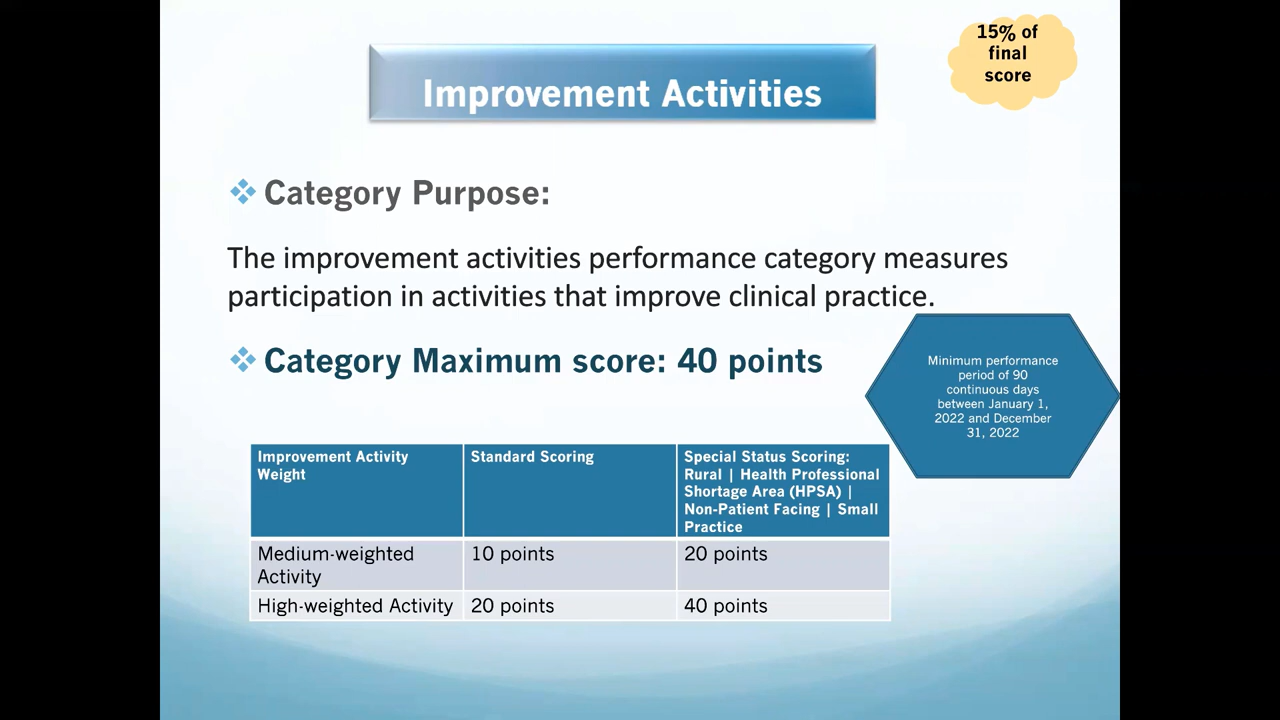 15% of
final
score
Improvement Activities
Category Purpose:
The improvement activities performance category measures
participation in activities that improve clinical practice.
Category Maximum score: 40 points
Minimum performance
period of 90
continuous days
between January 1,
2022 and December
31, 2022
Improvement Activity
Weight
Standard Scoring
Special Status Scoring:
Rural | Health Professional
Shortage Area (HPSA) |
Non-Patient Facing | Small
Practice
Medium-weighted
Activity
10 points
20 points
High-weighted Activity
20 points
40 points